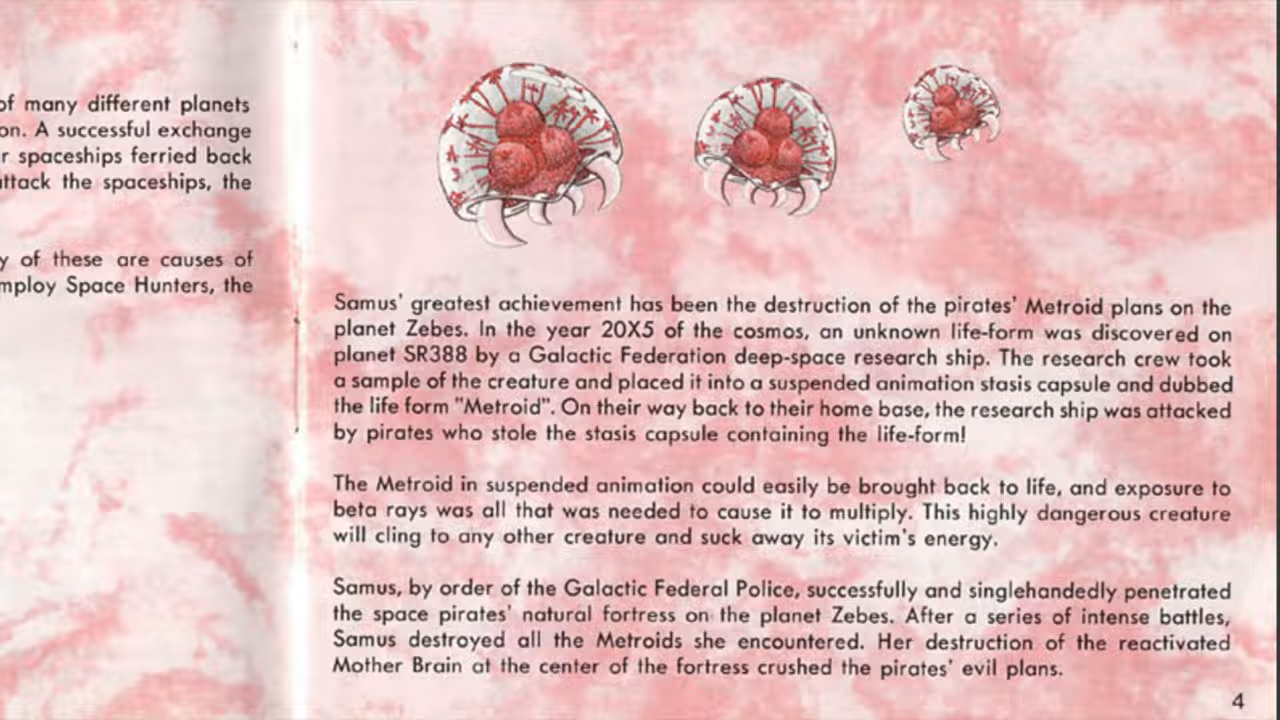 of many different planets
on. A successful exchange
r spaceships ferried back
attack the spaceships, the
y of these are causes of
mploy Space Hunters, the
Samus' greatest achievement has been the destruction of the pirates' Metroid plans on the
planet Zebes. In the year 20X5 of the cosmos, an unknown life-form was discovered on
planet SR388 by a Galactic Federation deep-space research ship. The research crew took
a sample of the creature and placed it into a suspended animation stasis capsule and dubbed
the life form "Metroid". On their way back to their home base, the research ship was attacked
by pirates who stole the stasis capsule containing the life-form!
The Metroid in suspended animation could easily be brought back to life, and exposure to
beta rays was all that was needed to cause it to multiply. This highly dangerous creature
will cling to any other creature and suck away its victim's energy.
Samus, by order of the Galactic Federal Police, successfully and singlehandedly penetrated
the space pirates' natural fortress on the planet Zebes. After a series of intense battles,
Samus destroyed all the Metroids she encountered. Her destruction of the reactivated
Mother Brain at the center of the fortress crushed the pirates' evil plans.
4